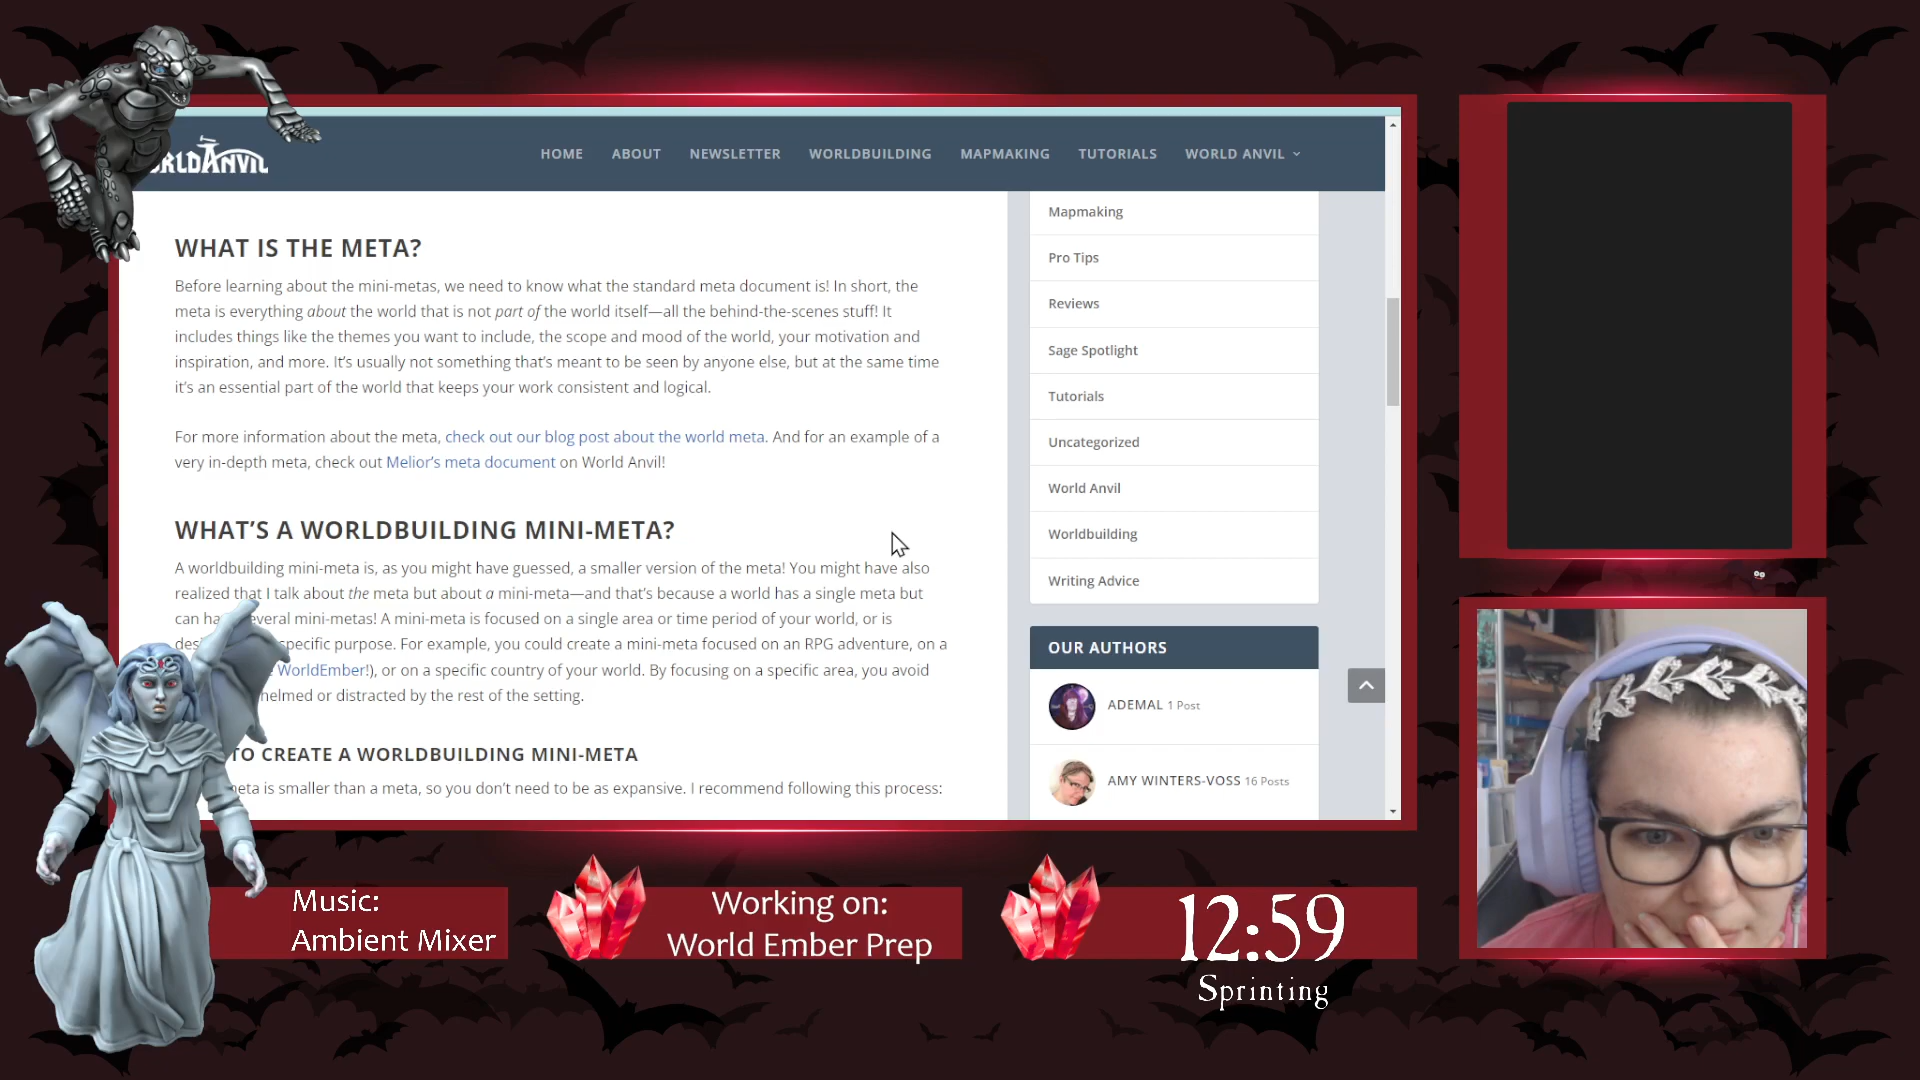 HOME ABOUT NEWSLETTER WORLDBUILDING MAPMAKING TUTORIALS WORLD ANVIL
WHAT IS THE META?
Before learning about the mini-metas, we need to know what the standard meta document is! In short, the
meta is everything about the world that is not part of the world itself—all the behind-the-scenes stuff! It
includes things like the themes you want to include, the scope and mood of the world, your motivation and
inspiration, and more. It’s usually not something that’s meant to be seen by anyone else, but at the same time
it’s an essential part of the world that keeps your work consistent and logical.
For more information about the meta, check out our blog post about the world meta. And for an example of a
very in-depth meta, check out Melior’s meta document on World Anvil!
WHAT’S A WORLDBUILDING MINI-META?
A worldbuilding mini-meta is, as you might have guessed, a smaller version of the meta! You might have also
realized that I talk about the meta but about a mini-meta—and that’s because a world has a single meta but
can several mini-metas! A mini-meta is focused on a single area or time period of your world, or is
specific purpose. For example, you could create a mini-meta focused on an RPG adventure, on a
WorldEmber!), or on a specific country of your world. By focusing on a specific area, you avoid
or distracted by the rest of the setting.
TO CREATE A WORLDBUILDING MINI-META
is smaller than a meta, so you don’t need to be as expansive. I recommend following this process:
Mapmaking
Pro Tips
Reviews
Sage Spotlight
Tutorials
Uncategorized
World Anvil
Worldbuilding
Writing Advice
OUR AUTHORS
ADEMAL 1 Post
AMY WINTERS-VOSS 16 Posts
Music:
Ambient Mixer
Working on:
World Ember Prep
12:59
Sprinting